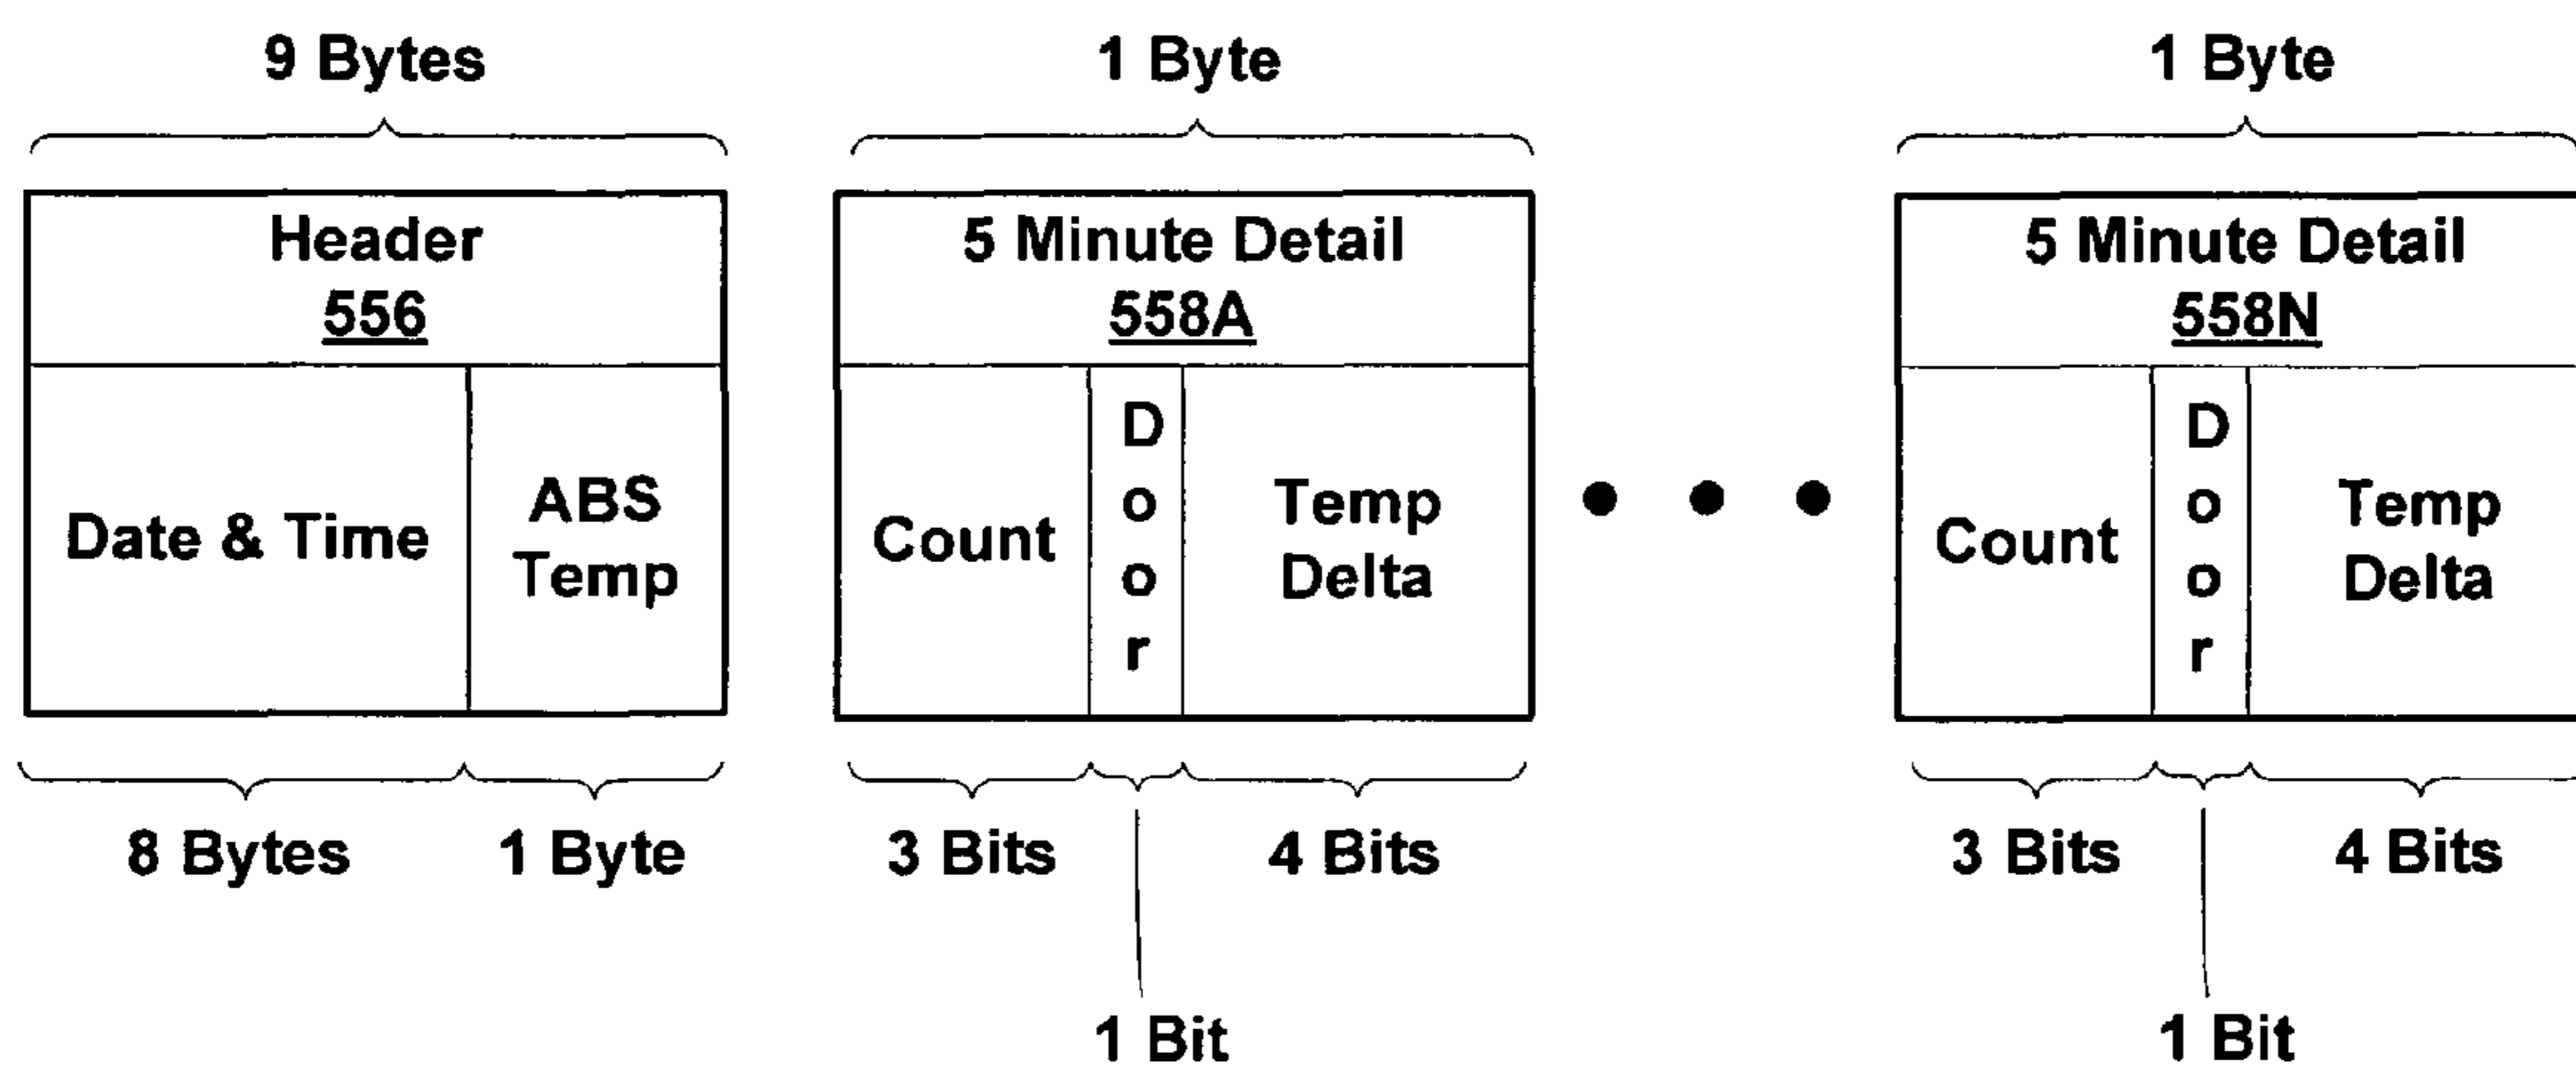 9 Bytes
1 Byte
1 Byte
Header
556
Date & Time
ABS
Temp
5 Minute Detail
558A
Count
Door
Temp
Delta
5 Minute Detail
558N
Count
Door
Temp
Delta
8 Bytes
1 Byte
3 Bits
4 Bits
3 Bits
4 Bits
1 Bit
1 Bit